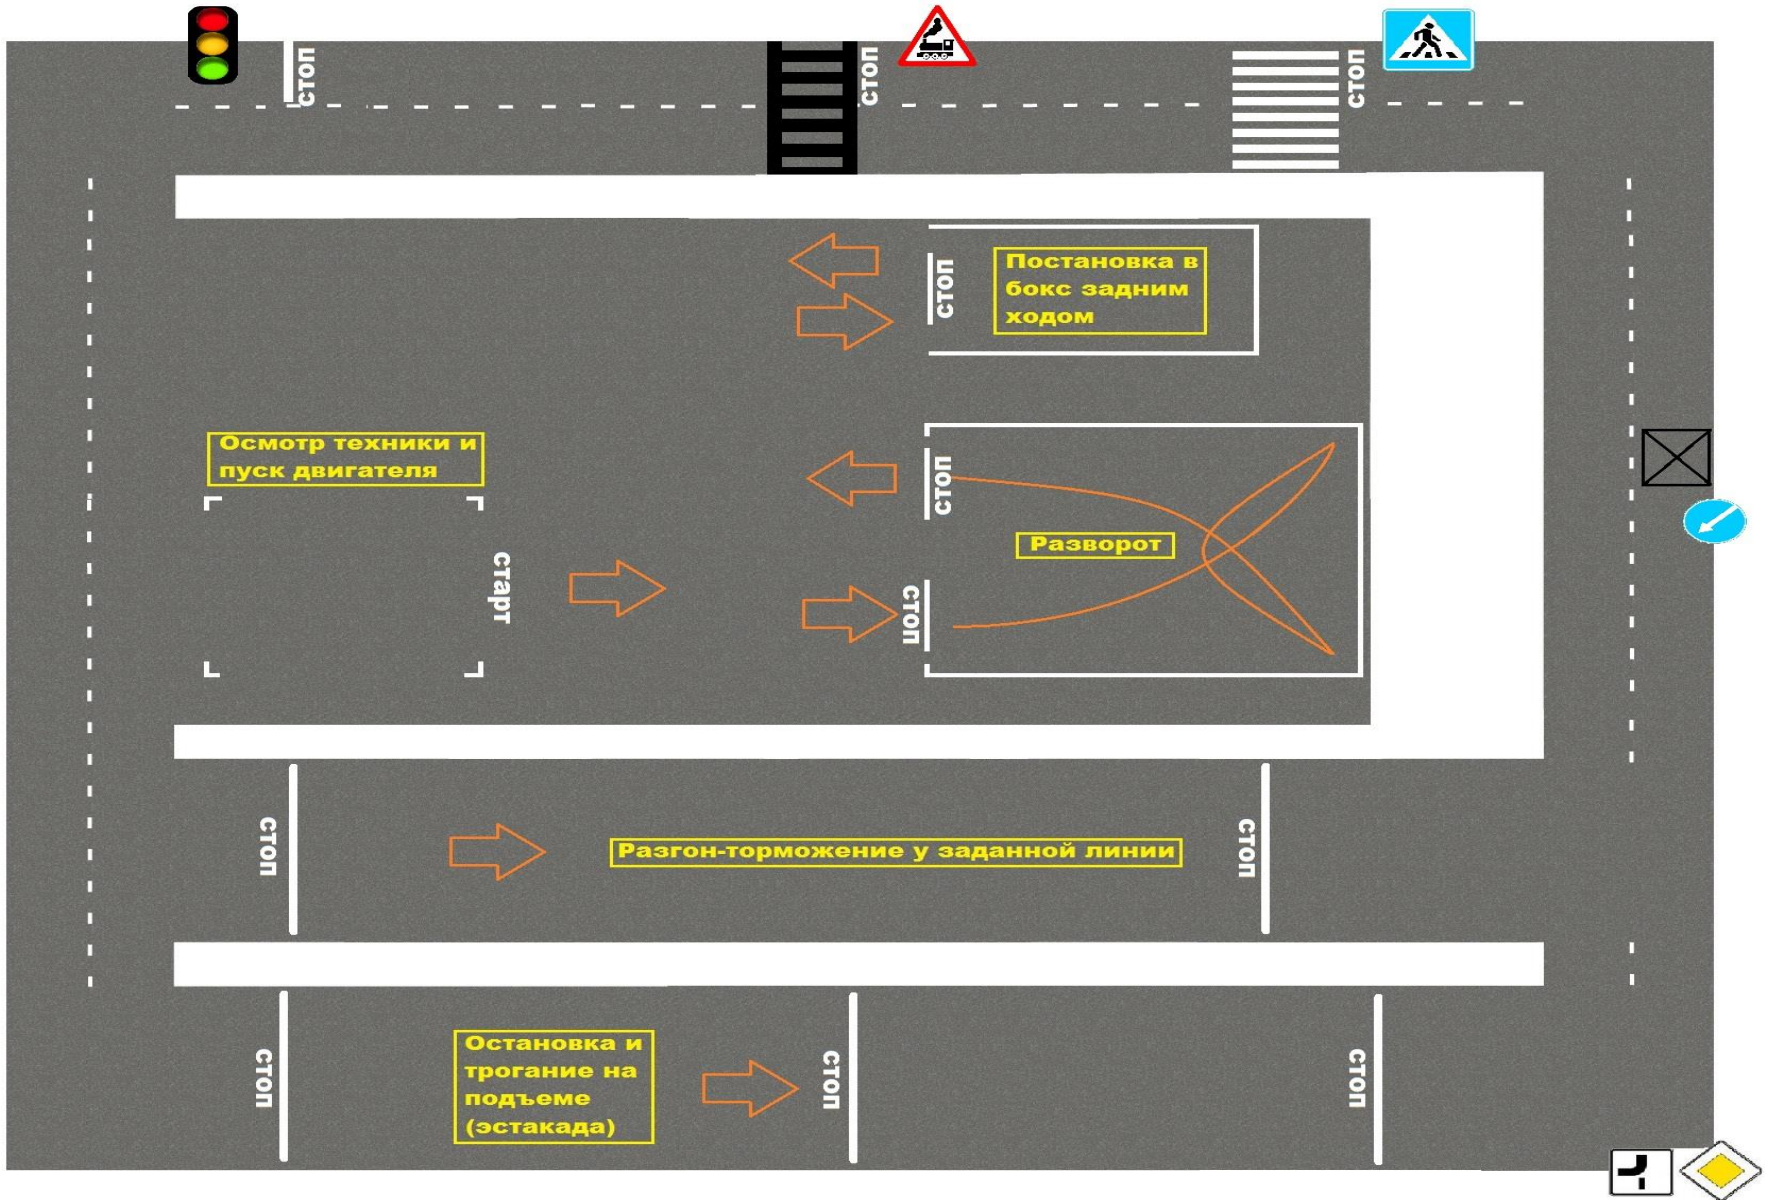 стоп
стоп
стоп
стоп
Постановка в
бокс задним
ходом
Осмотр техники и
пуск двигателя
старт
стоп
Разворот
стоп
стоп
Разгон-торможение у заданной линии
стоп
стоп
Остановка и
трогание на
подъеме
(эстакада)
стоп
стоп